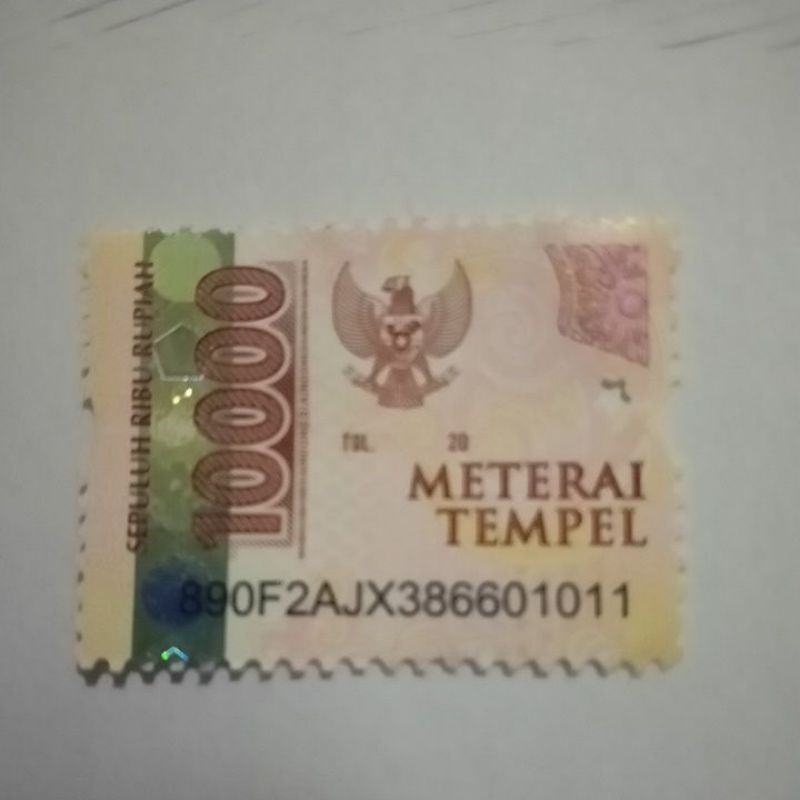 SEPULUH RIBU RUPIAH
10000
TGL. 20
METERAI
TEMPEL
890F2AJX386601011